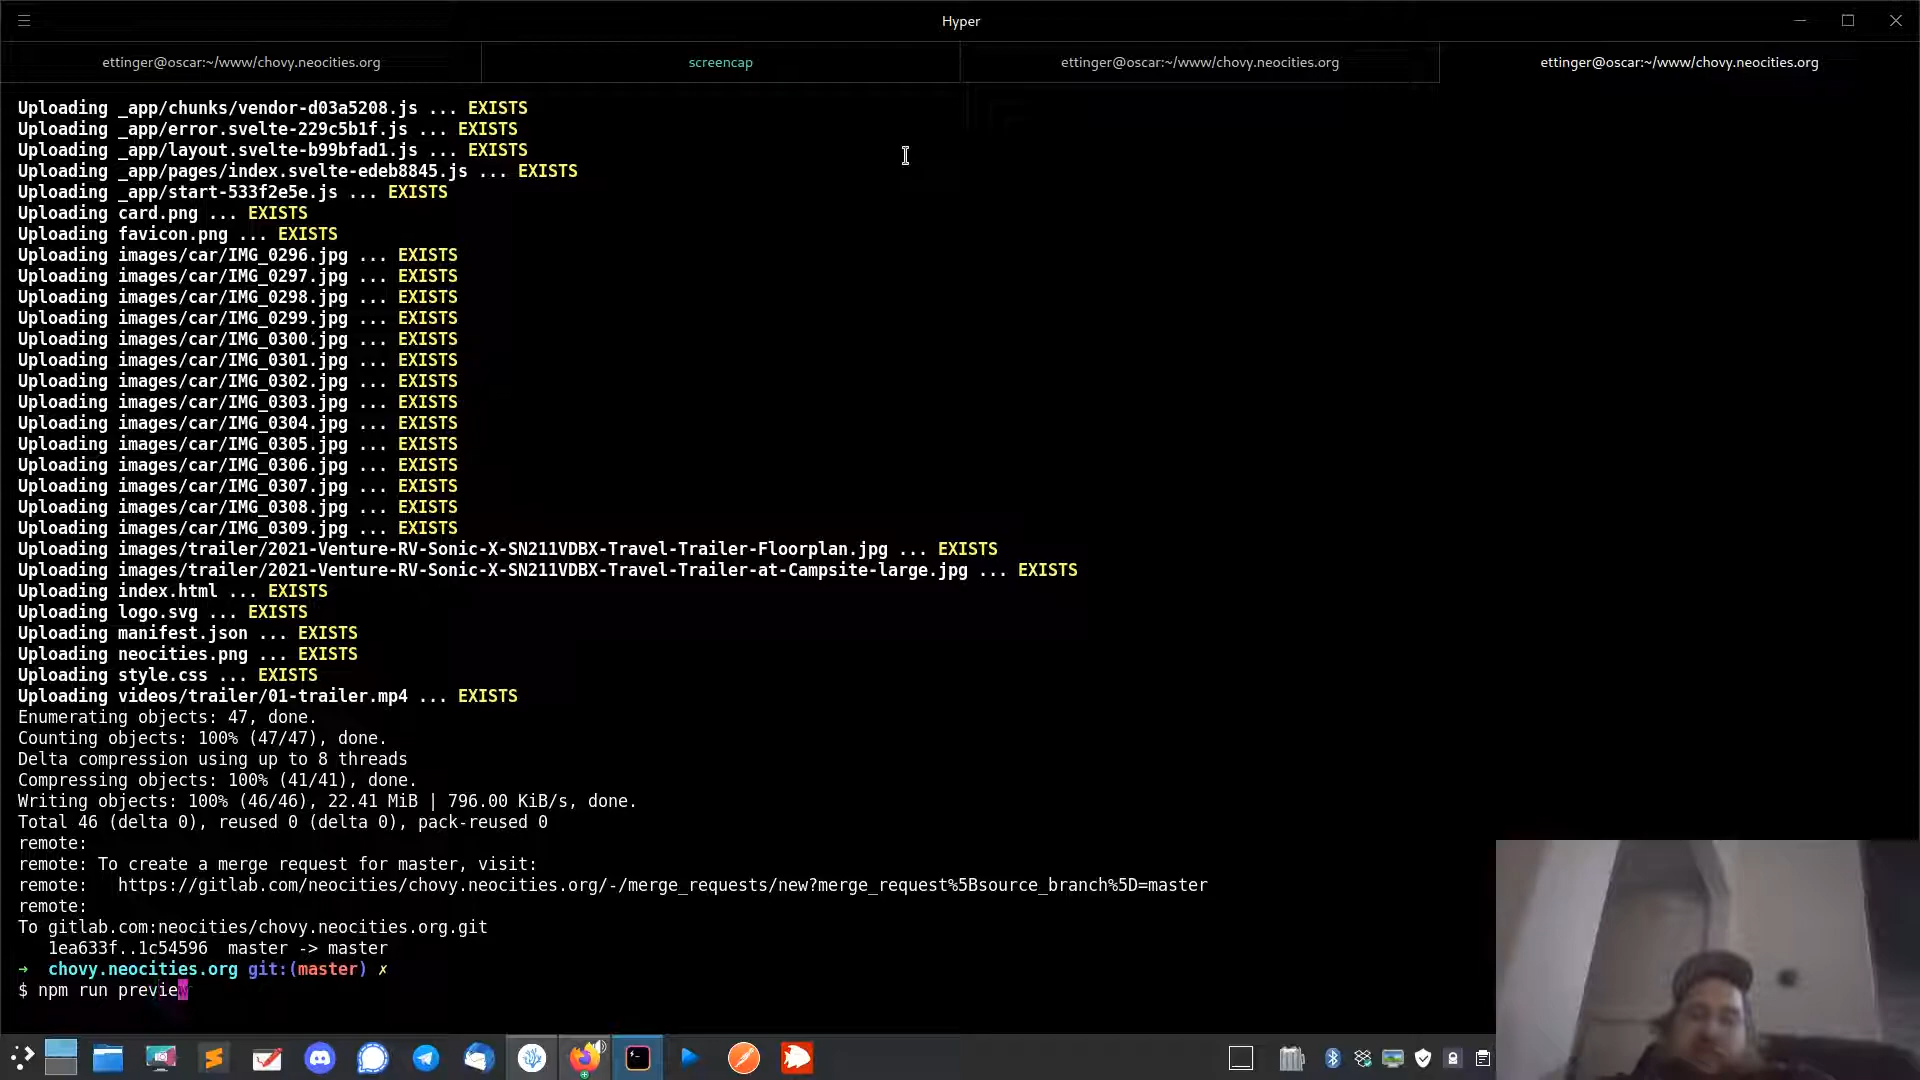 Hyper
ettinger@oscar:~/www/chovy.neocities.org
screencap
ettinger@oscar:~/www/chovy.neocities.org
ettinger@oscar:~/www/chovy.neocities.org
Uploading _app/chunks/vendor-d03a5208.js ... EXISTS
Uploading _app/error.svelte-229c5b1f.js ... EXISTS
Uploading _app/layout.svelte-b99bfad1.js ... EXISTS
Uploading _app/pages/index.svelte-edeb8845.js ... EXISTS
Uploading _app/start-533f2e5e.js ... EXISTS
Uploading card.png ... EXISTS
Uploading favicon.png ... EXISTS
Uploading images/car/IMG_0296.jpg ... EXISTS
Uploading images/car/IMG_0297.jpg ... EXISTS
Uploading images/car/IMG_0298.jpg ... EXISTS
Uploading images/car/IMG_0299.jpg ... EXISTS
Uploading images/car/IMG_0300.jpg ... EXISTS
Uploading images/car/IMG_0301.jpg ... EXISTS
Uploading images/car/IMG_0302.jpg ... EXISTS
Uploading images/car/IMG_0303.jpg ... EXISTS
Uploading images/car/IMG_0304.jpg ... EXISTS
Uploading images/car/IMG_0305.jpg ... EXISTS
Uploading images/car/IMG_0306.jpg ... EXISTS
Uploading images/car/IMG_0307.jpg ... EXISTS
Uploading images/car/IMG_0308.jpg ... EXISTS
Uploading images/car/IMG_0309.jpg ... EXISTS
Uploading images/trailer/2021-Venture-RV-Sonic-X-SN211VDBX-Travel-Trailer-Floorplan.jpg ... EXISTS
Uploading images/trailer/2021-Venture-RV-Sonic-X-SN211VDBX-Travel-Trailer-at-Campsite-large.jpg ... EXISTS
Uploading index.html ... EXISTS
Uploading logo.svg ... EXISTS
Uploading manifest.json ... EXISTS
Uploading neocities.png ... EXISTS
Uploading style.css ... EXISTS
Uploading videos/trailer/01-trailer.mp4 ... EXISTS
Enumerating objects: 47, done.
Counting objects: 100% (47/47), done.
Delta compression using up to 8 threads
Compressing objects: 100% (41/41), done.
Writing objects: 100% (46/46), 22.41 MiB | 796.00 KiB/s, done.
Total 46 (delta 0), reused 0 (delta 0), pack-reused 0
remote:
remote: To create a merge request for master, visit:
remote:   https://gitlab.com/neocities/chovy.neocities.org/-/merge_requests/new?merge_request%5Bsource_branch%5D=master
remote:
To gitlab.com:neocities/chovy.neocities.org.git
   1ea633f..1c54596  master -> master
→  chovy.neocities.org git:(master) ✗
$ npm run preview